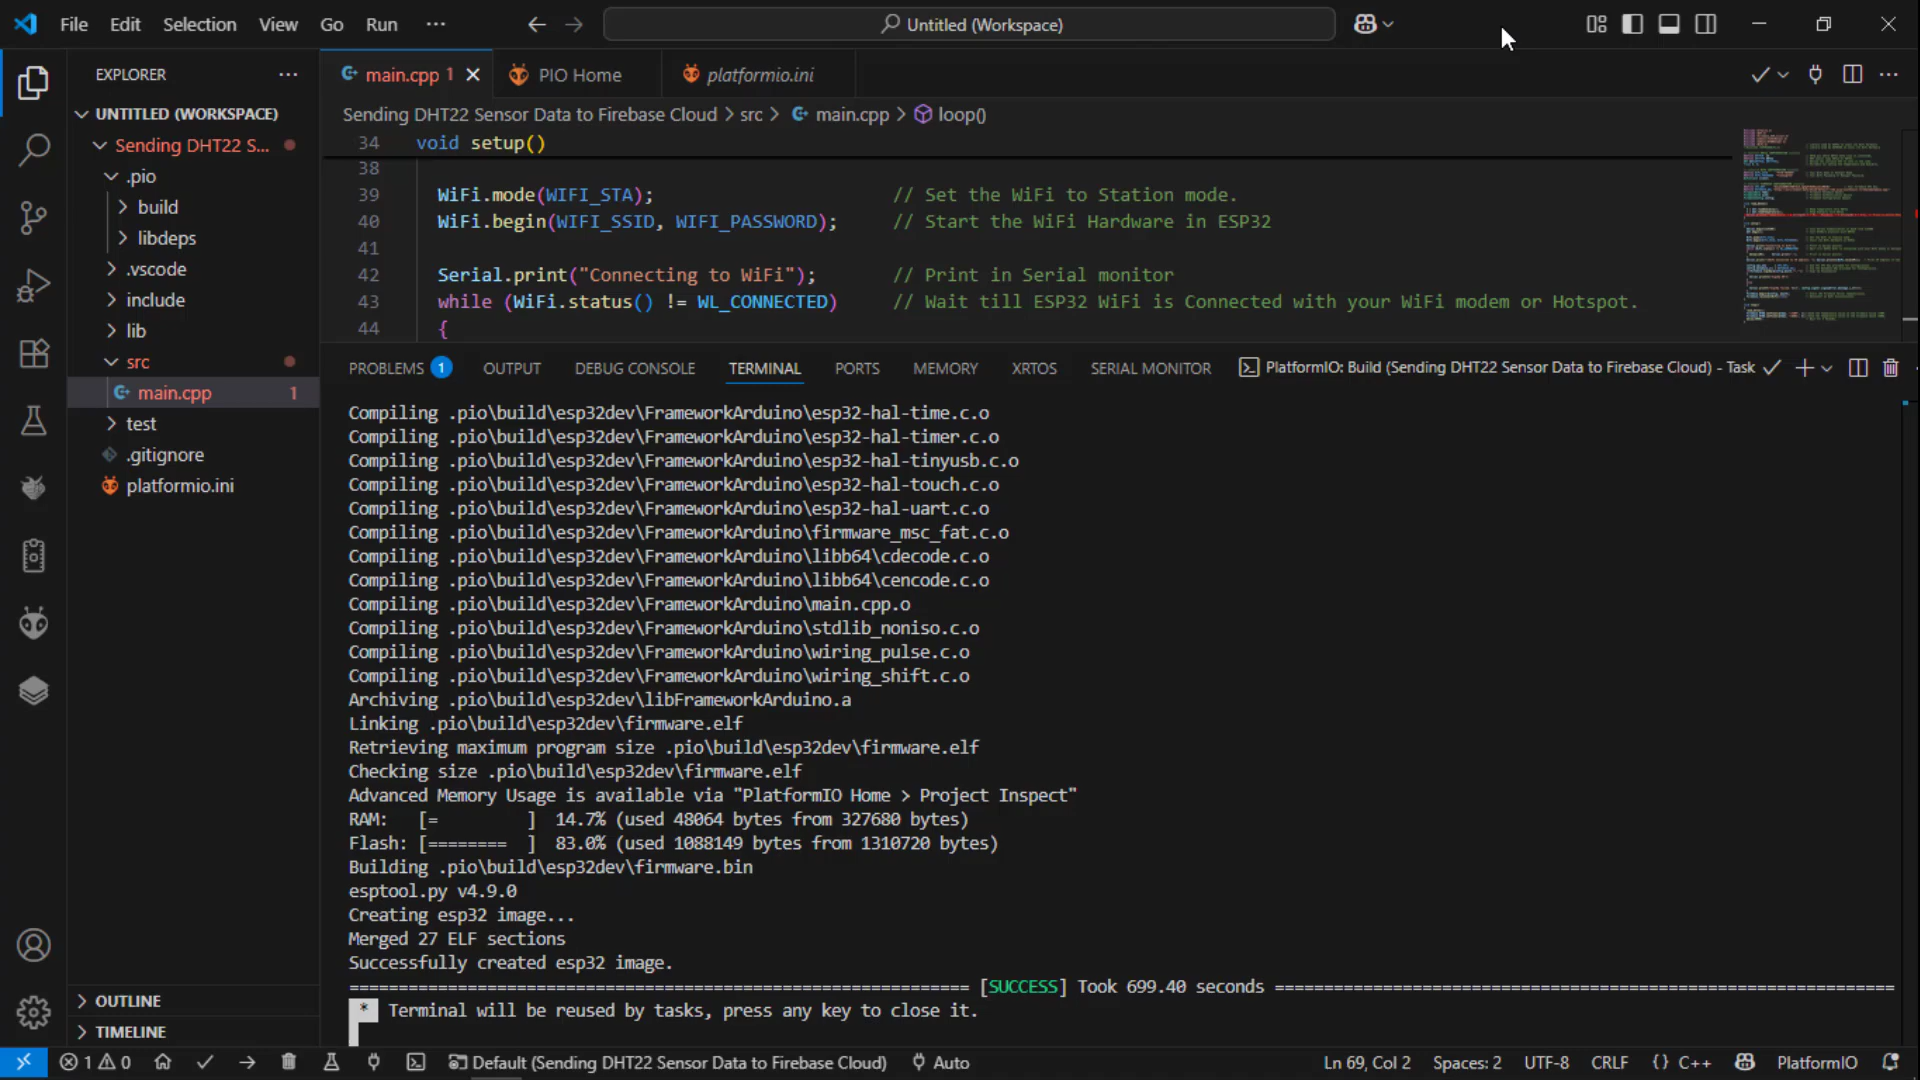 File Edit Selection View Go Run ··· Untitled (Workspace)
EXPLORER ···
UNTITLED (WORKSPACE)
Sending DHT22 S...
.pio
build
libdeps
.vscode
include
lib
src
main.cpp 1
test
.gitignore
platformio.ini
OUTLINE
TIMELINE
main.cpp 1 PIO Home platformio.ini
Sending DHT22 Sensor Data to Firebase Cloud > src > main.cpp > loop()
34 void setup()
38
39 WiFi.mode(WIFI_STA); // Set the WiFi to Station mode.
40 WiFi.begin(WIFI_SSID, WIFI_PASSWORD); // Start the WiFi Hardware in ESP32
41
42 Serial.print("Connecting to WiFi"); // Print in Serial monitor
43 while (WiFi.status() != WL_CONNECTED) // Wait till ESP32 WiFi is Connected with your WiFi modem or Hotspot.
44 {
PROBLEMS 1 OUTPUT DEBUG CONSOLE TERMINAL PORTS MEMORY XRTOS SERIAL MONITOR PlatformIO: Build (Sending DHT22 Sensor Data to Firebase Cloud) - Task
Compiling .pio\build\esp32dev\FrameworkArduino\esp32-hal-time.c.o
Compiling .pio\build\esp32dev\FrameworkArduino\esp32-hal-timer.c.o
Compiling .pio\build\esp32dev\FrameworkArduino\esp32-hal-tinyusb.c.o
Compiling .pio\build\esp32dev\FrameworkArduino\esp32-hal-touch.c.o
Compiling .pio\build\esp32dev\FrameworkArduino\esp32-hal-uart.c.o
Compiling .pio\build\esp32dev\FrameworkArduino\firmware_msc_fat.c.o
Compiling .pio\build\esp32dev\FrameworkArduino\libb64\cdecode.c.o
Compiling .pio\build\esp32dev\FrameworkArduino\libb64\cencode.c.o
Compiling .pio\build\esp32dev\FrameworkArduino\main.cpp.o
Compiling .pio\build\esp32dev\FrameworkArduino\stdlib_noniso.c.o
Compiling .pio\build\esp32dev\FrameworkArduino\wiring_pulse.c.o
Compiling .pio\build\esp32dev\FrameworkArduino\wiring_shift.c.o
Archiving .pio\build\esp32dev\libFrameworkArduino.a
Linking .pio\build\esp32dev\firmware.elf
Retrieving maximum program size .pio\build\esp32dev\firmware.elf
Checking size .pio\build\esp32dev\firmware.elf
Advanced Memory Usage is available via "PlatformIO Home > Project Inspect"
RAM: [= ] 14.7% (used 48064 bytes from 327680 bytes)
Flash: [======== ] 83.0% (used 1088149 bytes from 1310720 bytes)
Building .pio\build\esp32dev\firmware.bin
esptool.py v4.9.0
Creating esp32 image...
Merged 27 ELF sections
Successfully created esp32 image.
=============================================================== [SUCCESS] Took 699.40 seconds ===============================================================
* Terminal will be reused by tasks, press any key to close it.
1 0 Default (Sending DHT22 Sensor Data to Firebase Cloud) Auto Ln 69, Col 2 Spaces: 2 UTF-8 CRLF {} C++ PlatformIO